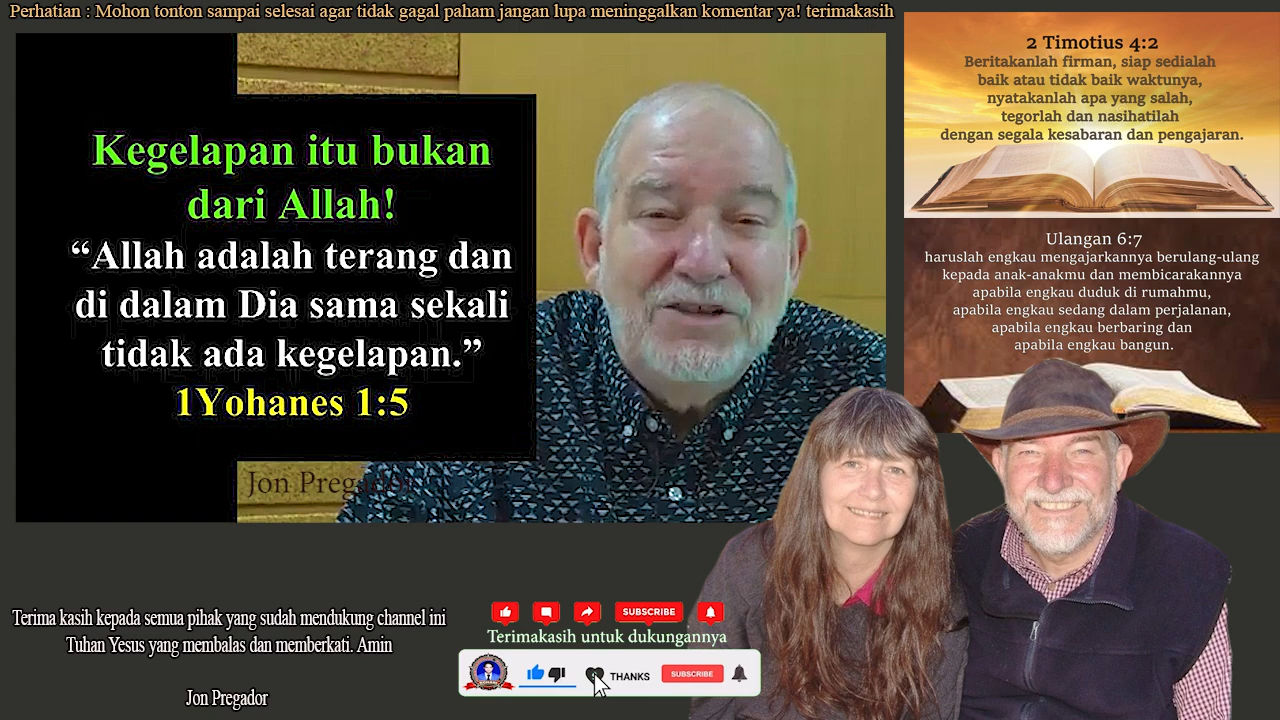 Perhatian : Mohon tonton sampai selesai agar tidak gagal paham jangan lupa meninggalkan komentar ya! terimakasih
Kegelapan itu bukan
dari Allah!
“Allah adalah terang dan
di dalam Dia sama sekali
tidak ada kegelapan.”
1Yohanes 1:5
Jon Pregador
2 Timotius 4:2
Beritakanlah firman, siap sedialah
baik atau tidak baik waktunya,
nyatakanlah apa yang salah,
tegorlah dan nasihatilah
dengan segala kesabaran dan pengajaran.
Ulangan 6:7
haruslah engkau mengajarkannya berulang-ulang
kepada anak-anakmu dan membicarakannya
apabila engkau duduk di rumahmu,
apabila engkau sedang dalam perjalanan,
apabila engkau berbaring dan
apabila engkau bangun.
Terima kasih kepada semua pihak yang sudah mendukung channel ini
Tuhan Yesus yang membalas dan memberkati. Amin
Jon Pregador
SUBSCRIBE
Terimakasih untuk dukungannya
THANKS
SUBSCRIBE